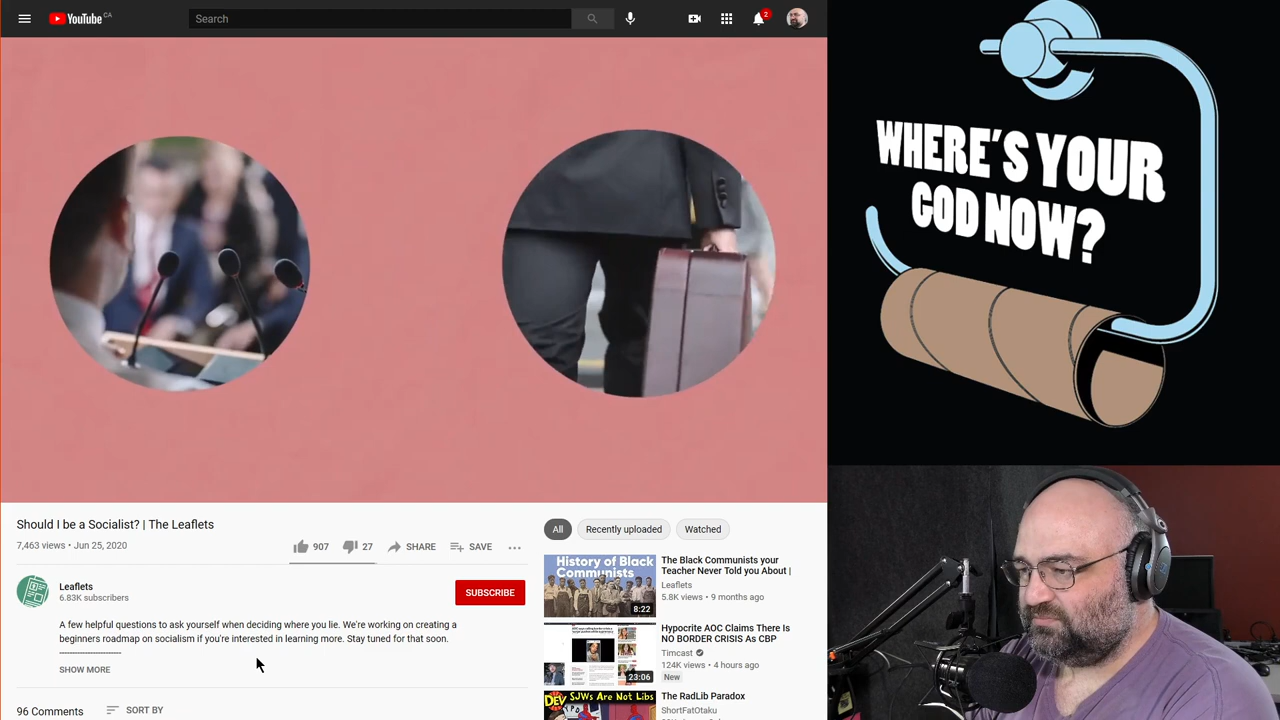 YouTube CA
Search
2
WHERE'S YOUR
GOD NOW?
Should I be a Socialist? | The Leaflets
7,463 views • Jun 25, 2020
907
27
SHARE
SAVE
Leaflets
6.83K subscribers
SUBSCRIBE
A few helpful questions to ask yourself when deciding where you lie. We're working on creating a
beginners roadmap on socialism if you're interested in learning more. Stay tuned for that soon.
SHOW MORE
96 Comments
SORT BY
All
Recently uploaded
Watched
History of Black
Communists
8:22
The Black Communists your
Teacher Never Told you About |
Leaflets
5.8K views • 9 months ago
23:06
Hypocrite AOC Claims There Is
NO BORDER CRISIS As CBP
Timcast
124K views • 4 hours ago
New
SJWs Are Not Libs
The RadLib Paradox
ShortFatOtaku